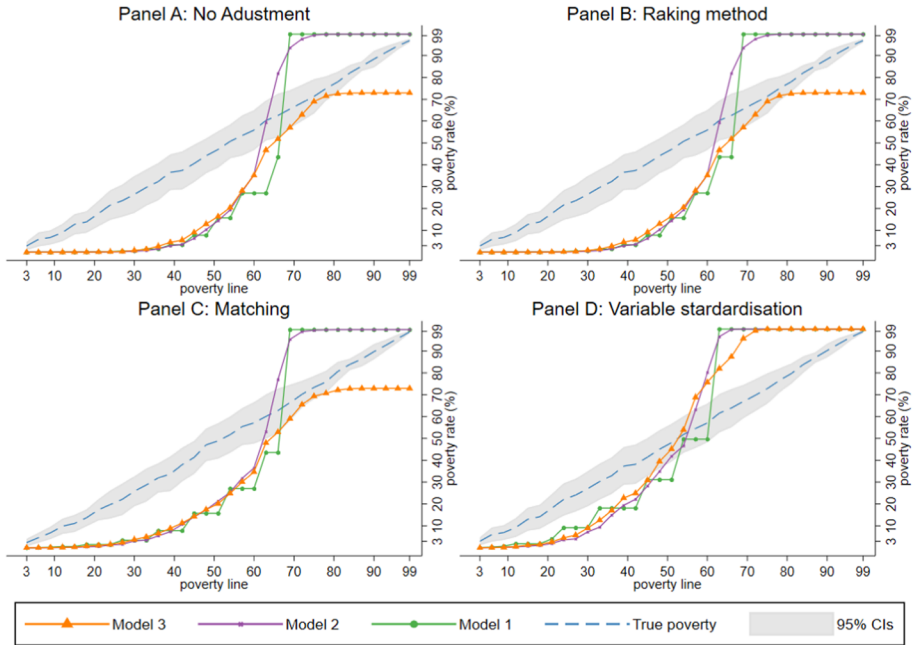 Panel A: No Adustment
Panel B: Raking method
99
90
80
70
60
50
40
30
20
10
3
poverty rate (%)
3 10 20 30 40 50 60 70 80 90 99
poverty line
99
90
80
70
60
50
40
30
20
10
3
poverty rate (%)
3 10 20 30 40 50 60 70 80 90 99
poverty line
Panel C: Matching
Panel D: Variable stardardisation
99
90
80
70
60
50
40
30
20
10
3
poverty rate (%)
3 10 20 30 40 50 60 70 80 90 99
poverty line
99
90
80
70
60
50
40
30
20
10
3
poverty rate (%)
3 10 20 30 40 50 60 70 80 90 99
poverty line
Model 3 Model 2 Model 1 True poverty 95% CIs